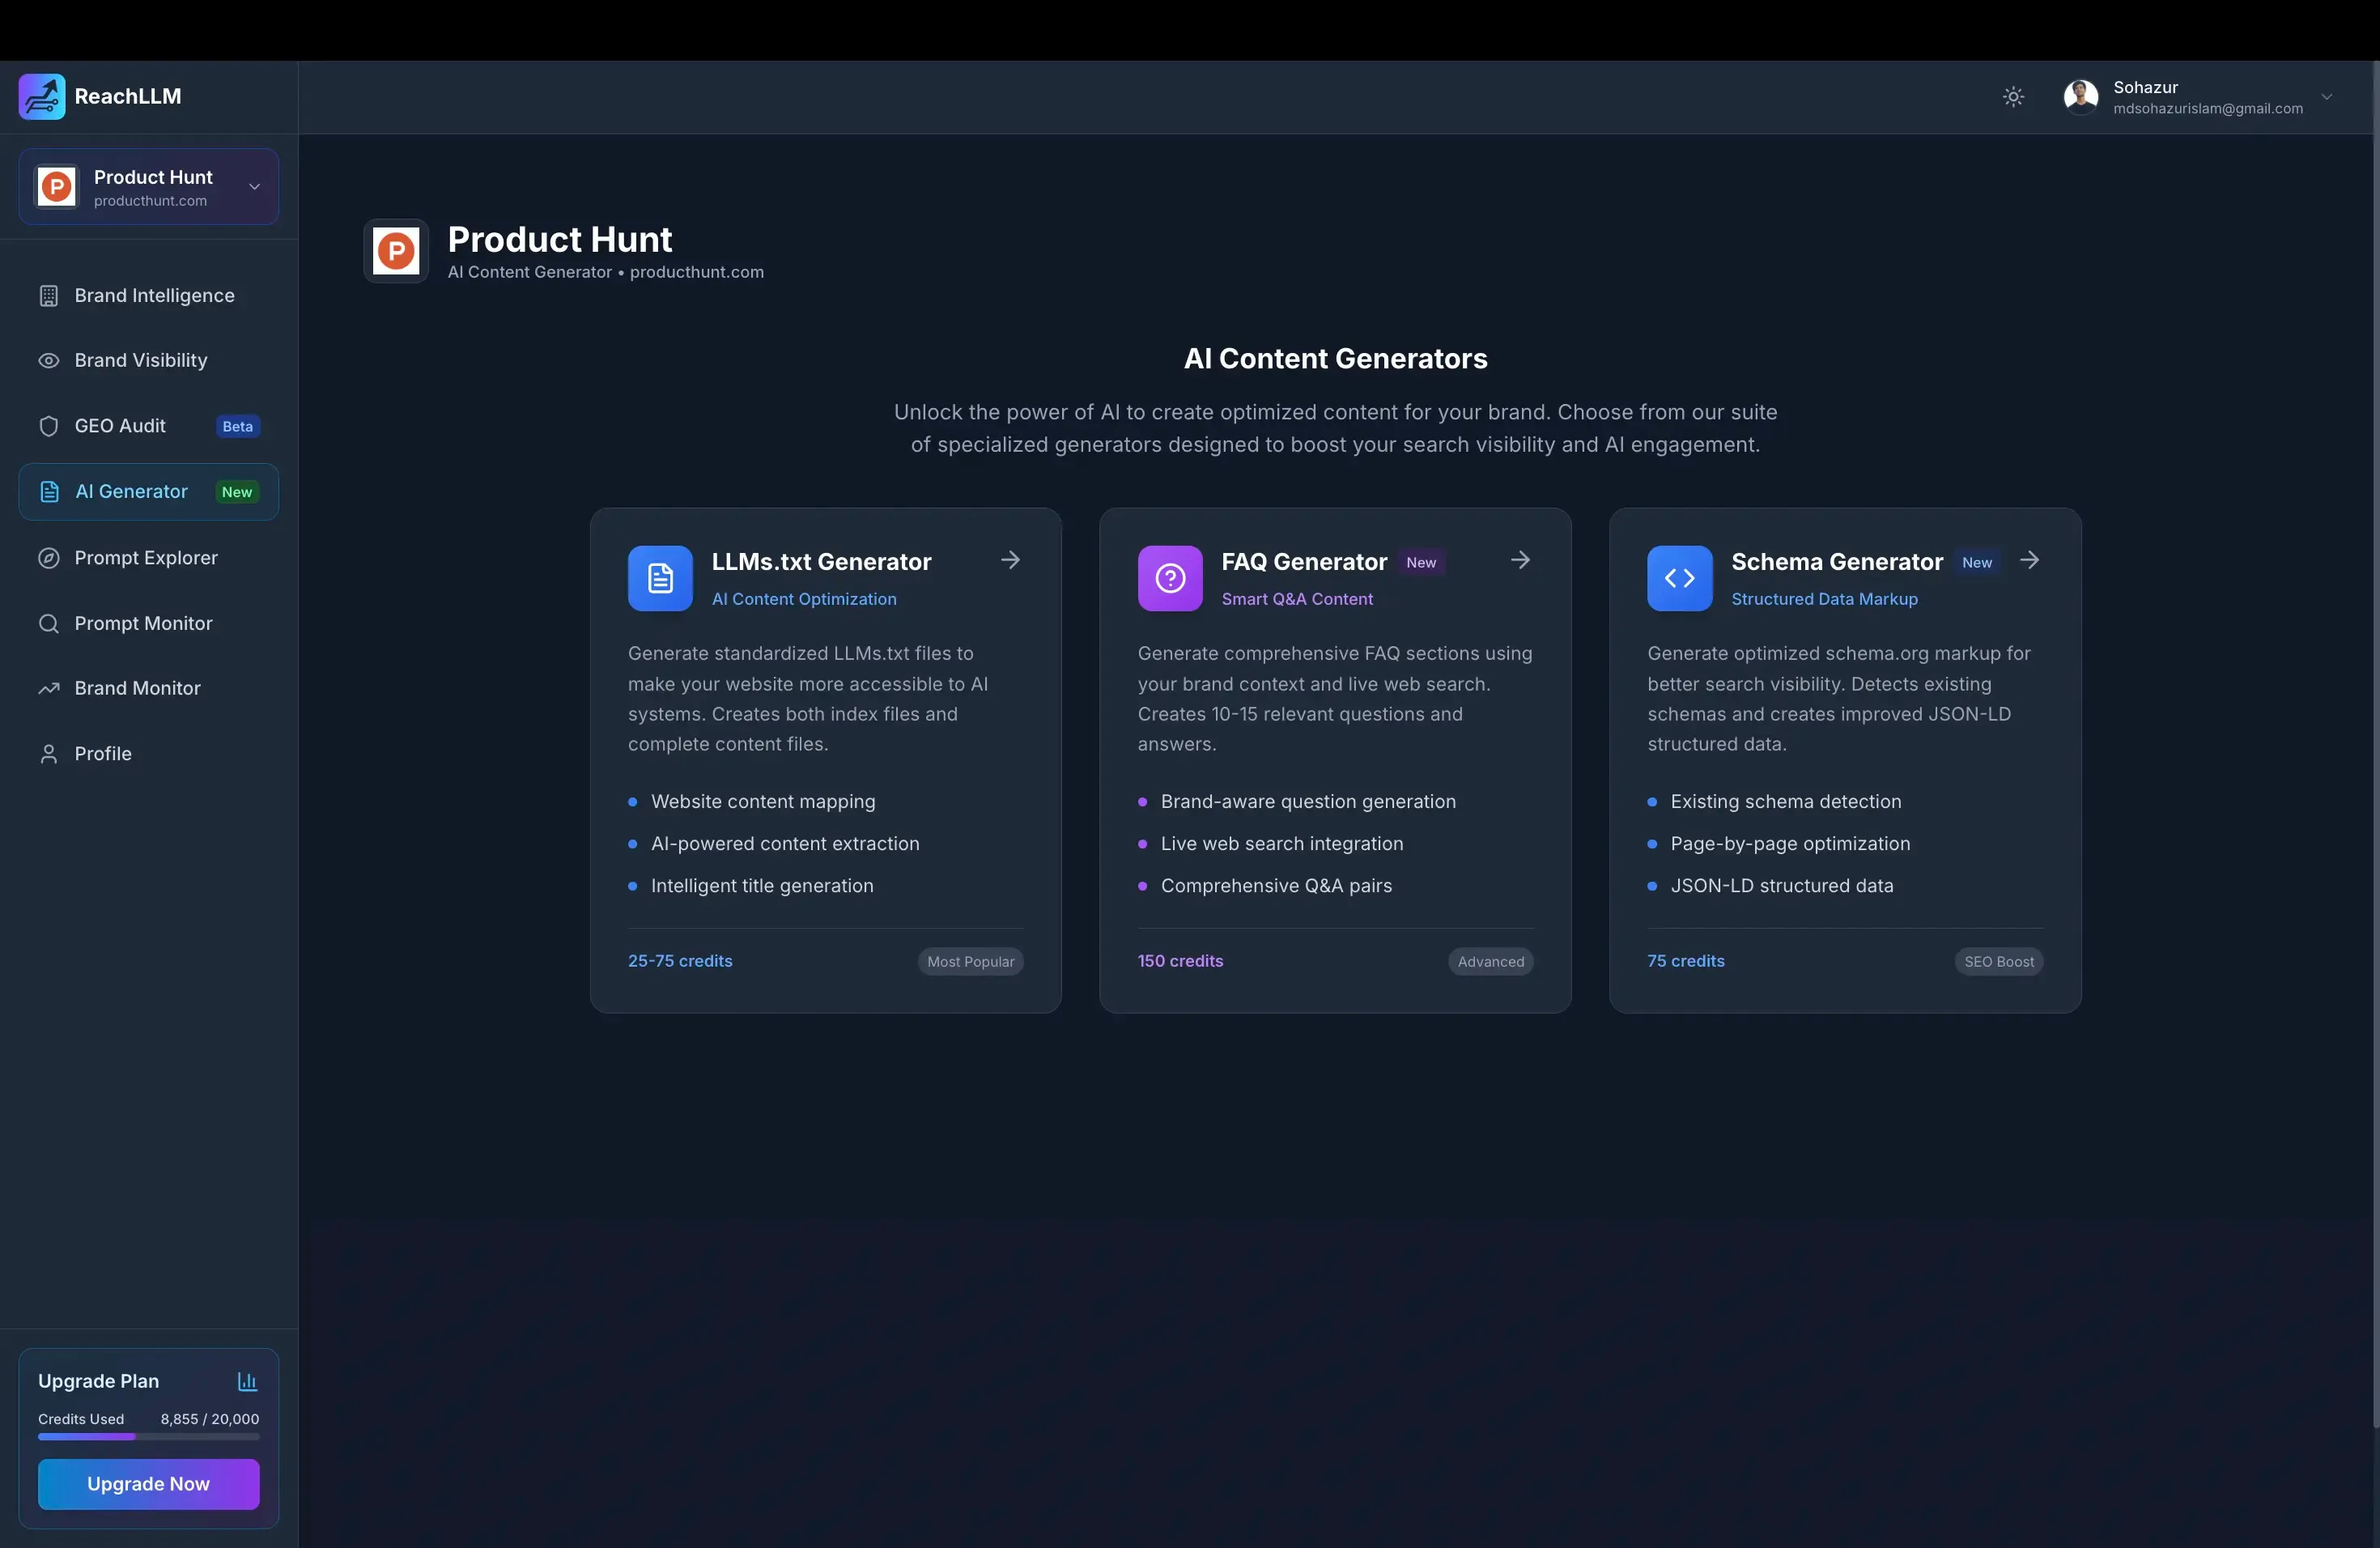 ReachLLM
Sohazur
mdsohazurislam@gmail.com
P
Product Hunt
producthunt.com
Brand Intelligence
Brand Visibility
GEO Audit Beta
AI Generator New
Prompt Explorer
Prompt Monitor
Brand Monitor
Profile
Upgrade Plan
Credits Used 8,855 / 20,000
Upgrade Now
P
Product Hunt
AI Content Generator • producthunt.com
AI Content Generators
Unlock the power of AI to create optimized content for your brand. Choose from our suite
of specialized generators designed to boost your search visibility and AI engagement.
LLMs.txt Generator
AI Content Optimization
Generate standardized LLMs.txt files to
make your website more accessible to AI
systems. Creates both index files and
complete content files.
Website content mapping
AI-powered content extraction
Intelligent title generation
25-75 credits Most Popular
FAQ Generator New
Smart Q&A Content
Generate comprehensive FAQ sections using
your brand context and live web search.
Creates 10-15 relevant questions and
answers.
Brand-aware question generation
Live web search integration
Comprehensive Q&A pairs
150 credits Advanced
Schema Generator New
Structured Data Markup
Generate optimized schema.org markup for
better search visibility. Detects existing
schemas and creates improved JSON-LD
structured data.
Existing schema detection
Page-by-page optimization
JSON-LD structured data
75 credits SEO Boost